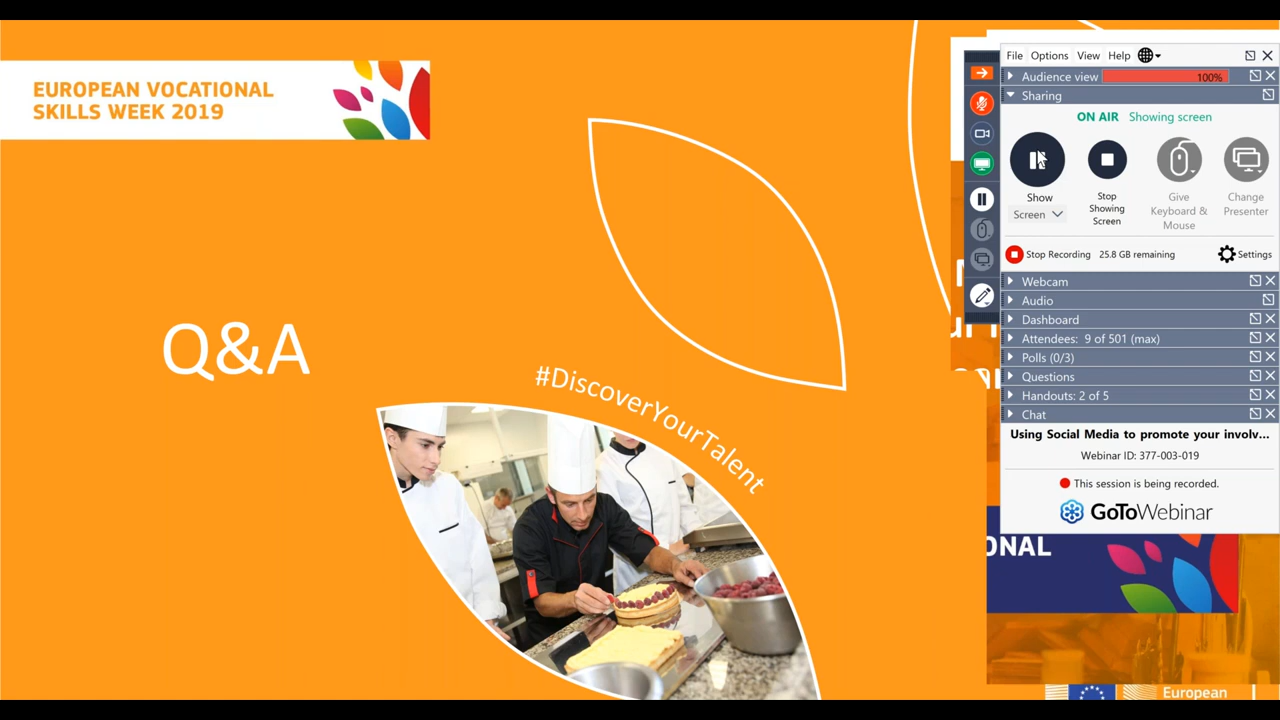 EUROPEAN VOCATIONAL
SKILLS WEEK 2019
Q&A
#DiscoverYourTalent
File Options View Help
Audience view 100%
Sharing
ON AIR Showing screen
Show
Screen
Stop
Showing
Screen
Give
Keyboard &
Mouse
Change
Presenter
Stop Recording 25.8 GB remaining
Settings
Webcam
Audio
Dashboard
Attendees: 9 of 501 (max)
Polls (0/3)
Questions
Handouts: 2 of 5
Chat
Using Social Media to promote your involv...
Webinar ID: 377-003-019
This session is being recorded.
GoToWebinar
ONAL
European